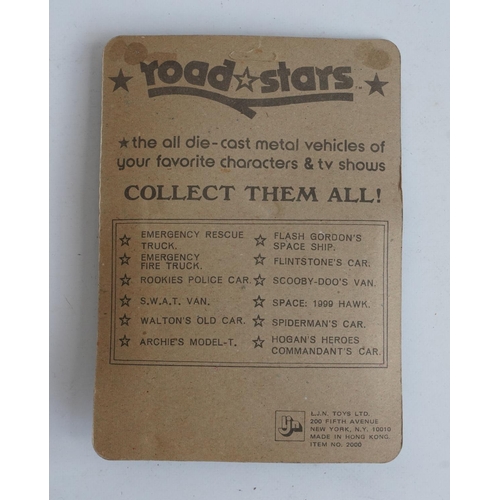 road☆stars
★ the all die-cast metal vehicles of
your favorite characters & tv shows
COLLECT THEM ALL!
☆ EMERGENCY RESCUE
TRUCK.
☆ EMERGENCY
FIRE TRUCK.
☆ ROOKIES POLICE CAR.
☆ S.W.A.T. VAN.
☆ WALTON'S OLD CAR.
☆ ARCHIE'S MODEL-T.
☆ FLASH GORDON'S
SPACE SHIP.
☆ FLINTSTONE'S CAR.
☆ SCOOBY-DOO'S VAN.
☆ SPACE: 1999 HAWK.
☆ SPIDERMAN'S CAR.
☆ HOGAN'S HEROES
COMMANDANT'S CAR.
ljn
L.J.N. TOYS LTD.
200 FIFTH AVENUE
NEW YORK, N.Y. 10010
MADE IN HONG KONG.
ITEM NO. 2000